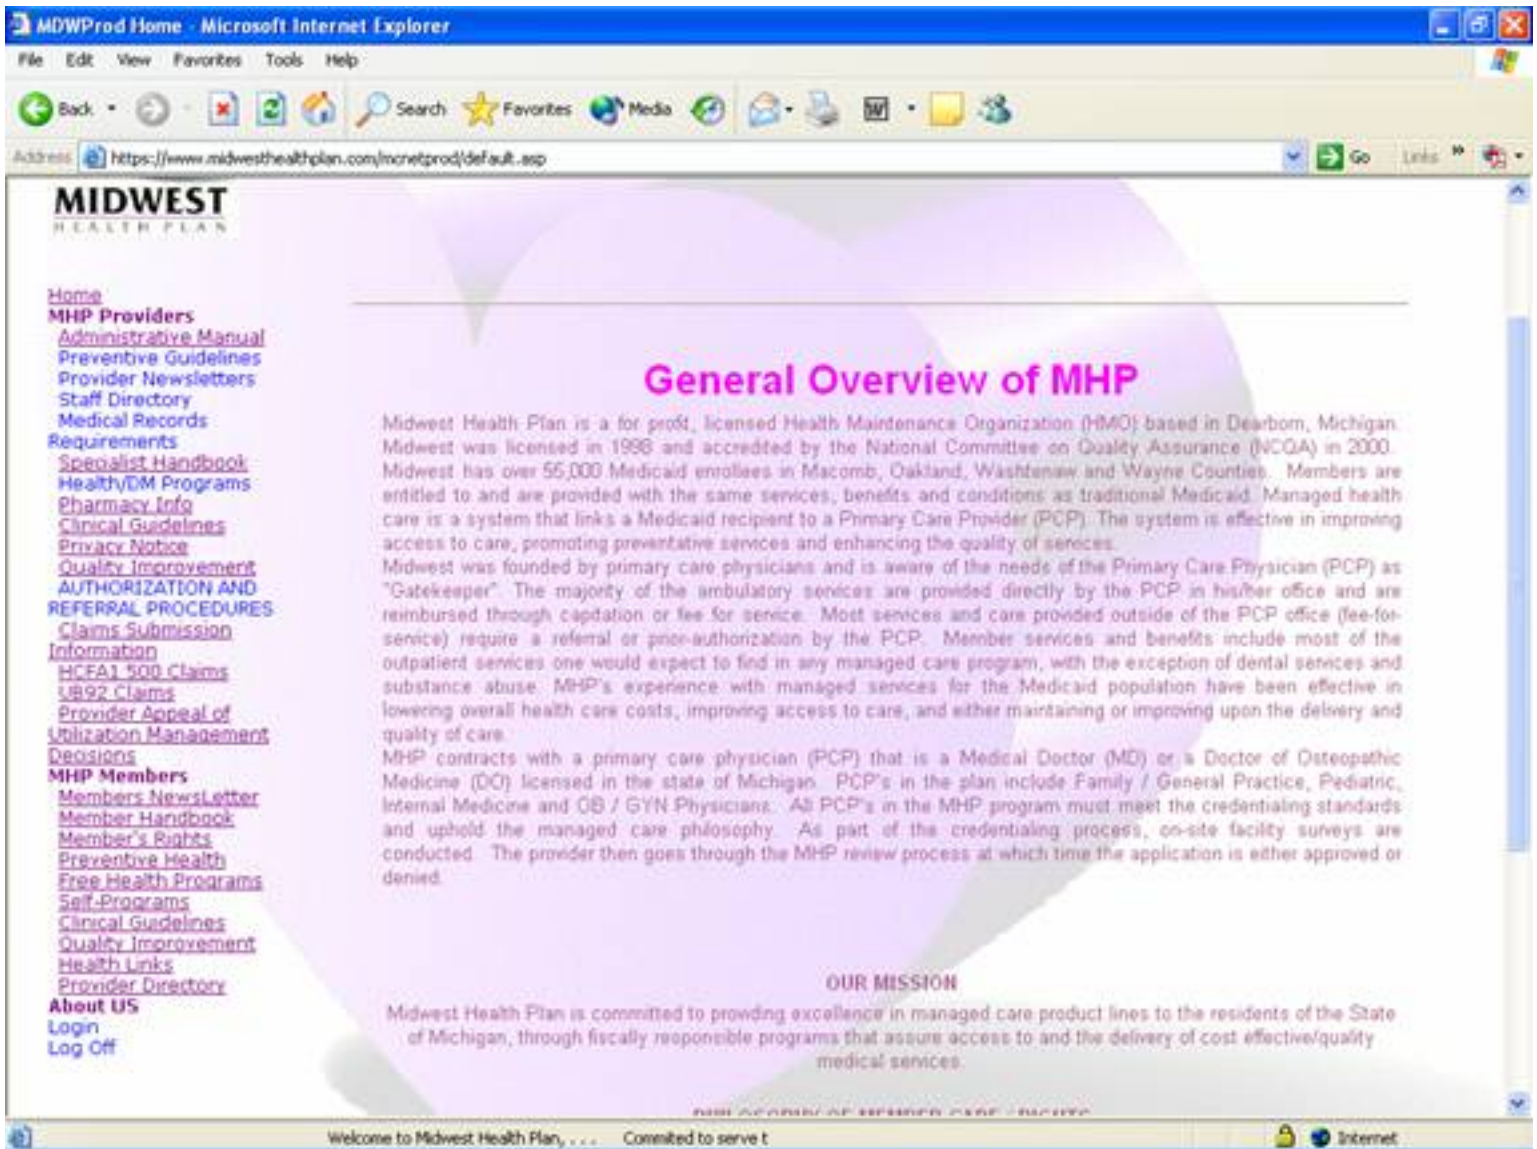 MDWProd Home - Microsoft Internet Explorer
File Edit View Favorites Tools Help
Back Search Favorites Media
Address https://www.midwesthealthplan.com/mcnetprod/default.asp Go Links
MIDWEST
HEALTH PLAN
Home
MHP Providers
Administrative Manual
Preventive Guidelines
Provider Newsletters
Staff Directory
Medical Records
Requirements
Specialist Handbook
Health/DM Programs
Pharmacy Info
Clinical Guidelines
Privacy Notice
Quality Improvement
AUTHORIZATION AND
REFERRAL PROCEDURES
Claims Submission
Information
HCFA1 500 Claims
UB92 Claims
Provider Appeal of
Utilization Management
Decisions
MHP Members
Members NewsLetter
Member Handbook
Member's Rights
Preventive Health
Free Health Programs
Self-Programs
Clinical Guidelines
Quality Improvement
Health Links
Provider Directory
About US
Login
Log Off
General Overview of MHP
Midwest Health Plan is a for profit, licensed Health Maintenance Organization (HMO) based in Dearborn, Michigan.
Midwest was licensed in 1998 and accredited by the National Committee on Quality Assurance (NCQA) in 2000.
Midwest has over 55,000 Medicaid enrollees in Macomb, Oakland, Washtenaw and Wayne Counties. Members are
entitled to and are provided with the same services, benefits and conditions as traditional Medicaid. Managed health
care is a system that links a Medicaid recipient to a Primary Care Provider (PCP). The system is effective in improving
access to care, promoting preventative services and enhancing the quality of services.
Midwest was founded by primary care physicians and is aware of the needs of the Primary Care Physician (PCP) as
"Gatekeeper". The majority of the ambulatory services are provided directly by the PCP in his/her office and are
reimbursed through capitation or fee for service. Most services and care provided outside of the PCP office (fee-for-
service) require a referral or prior-authorization by the PCP. Member services and benefits include most of the
outpatient services one would expect to find in any managed care program, with the exception of dental services and
substance abuse. MHP's experience with managed services for the Medicaid population have been effective in
lowering overall health care costs, improving access to care, and either maintaining or improving upon the delivery and
quality of care.
MHP contracts with a primary care physician (PCP) that is a Medical Doctor (MD) or a Doctor of Osteopathic
Medicine (DO) licensed in the state of Michigan. PCP's in the plan include Family / General Practice, Pediatric,
Internal Medicine and OB / GYN Physicians. All PCP's in the MHP program must meet the credentialing standards
and uphold the managed care philosophy. As part of the credentialing process, on-site facility surveys are
conducted. The provider then goes through the MHP review process at which time the application is either approved or
denied.
OUR MISSION
Midwest Health Plan is committed to providing excellence in managed care product lines to the residents of the State
of Michigan, through fiscally responsible programs that assure access to and the delivery of cost effective/quality
medical services.
PHILOSOPHY OF MEMBER CARE / RIGHTS
Welcome to Midwest Health Plan, . . . Commited to serve t Internet